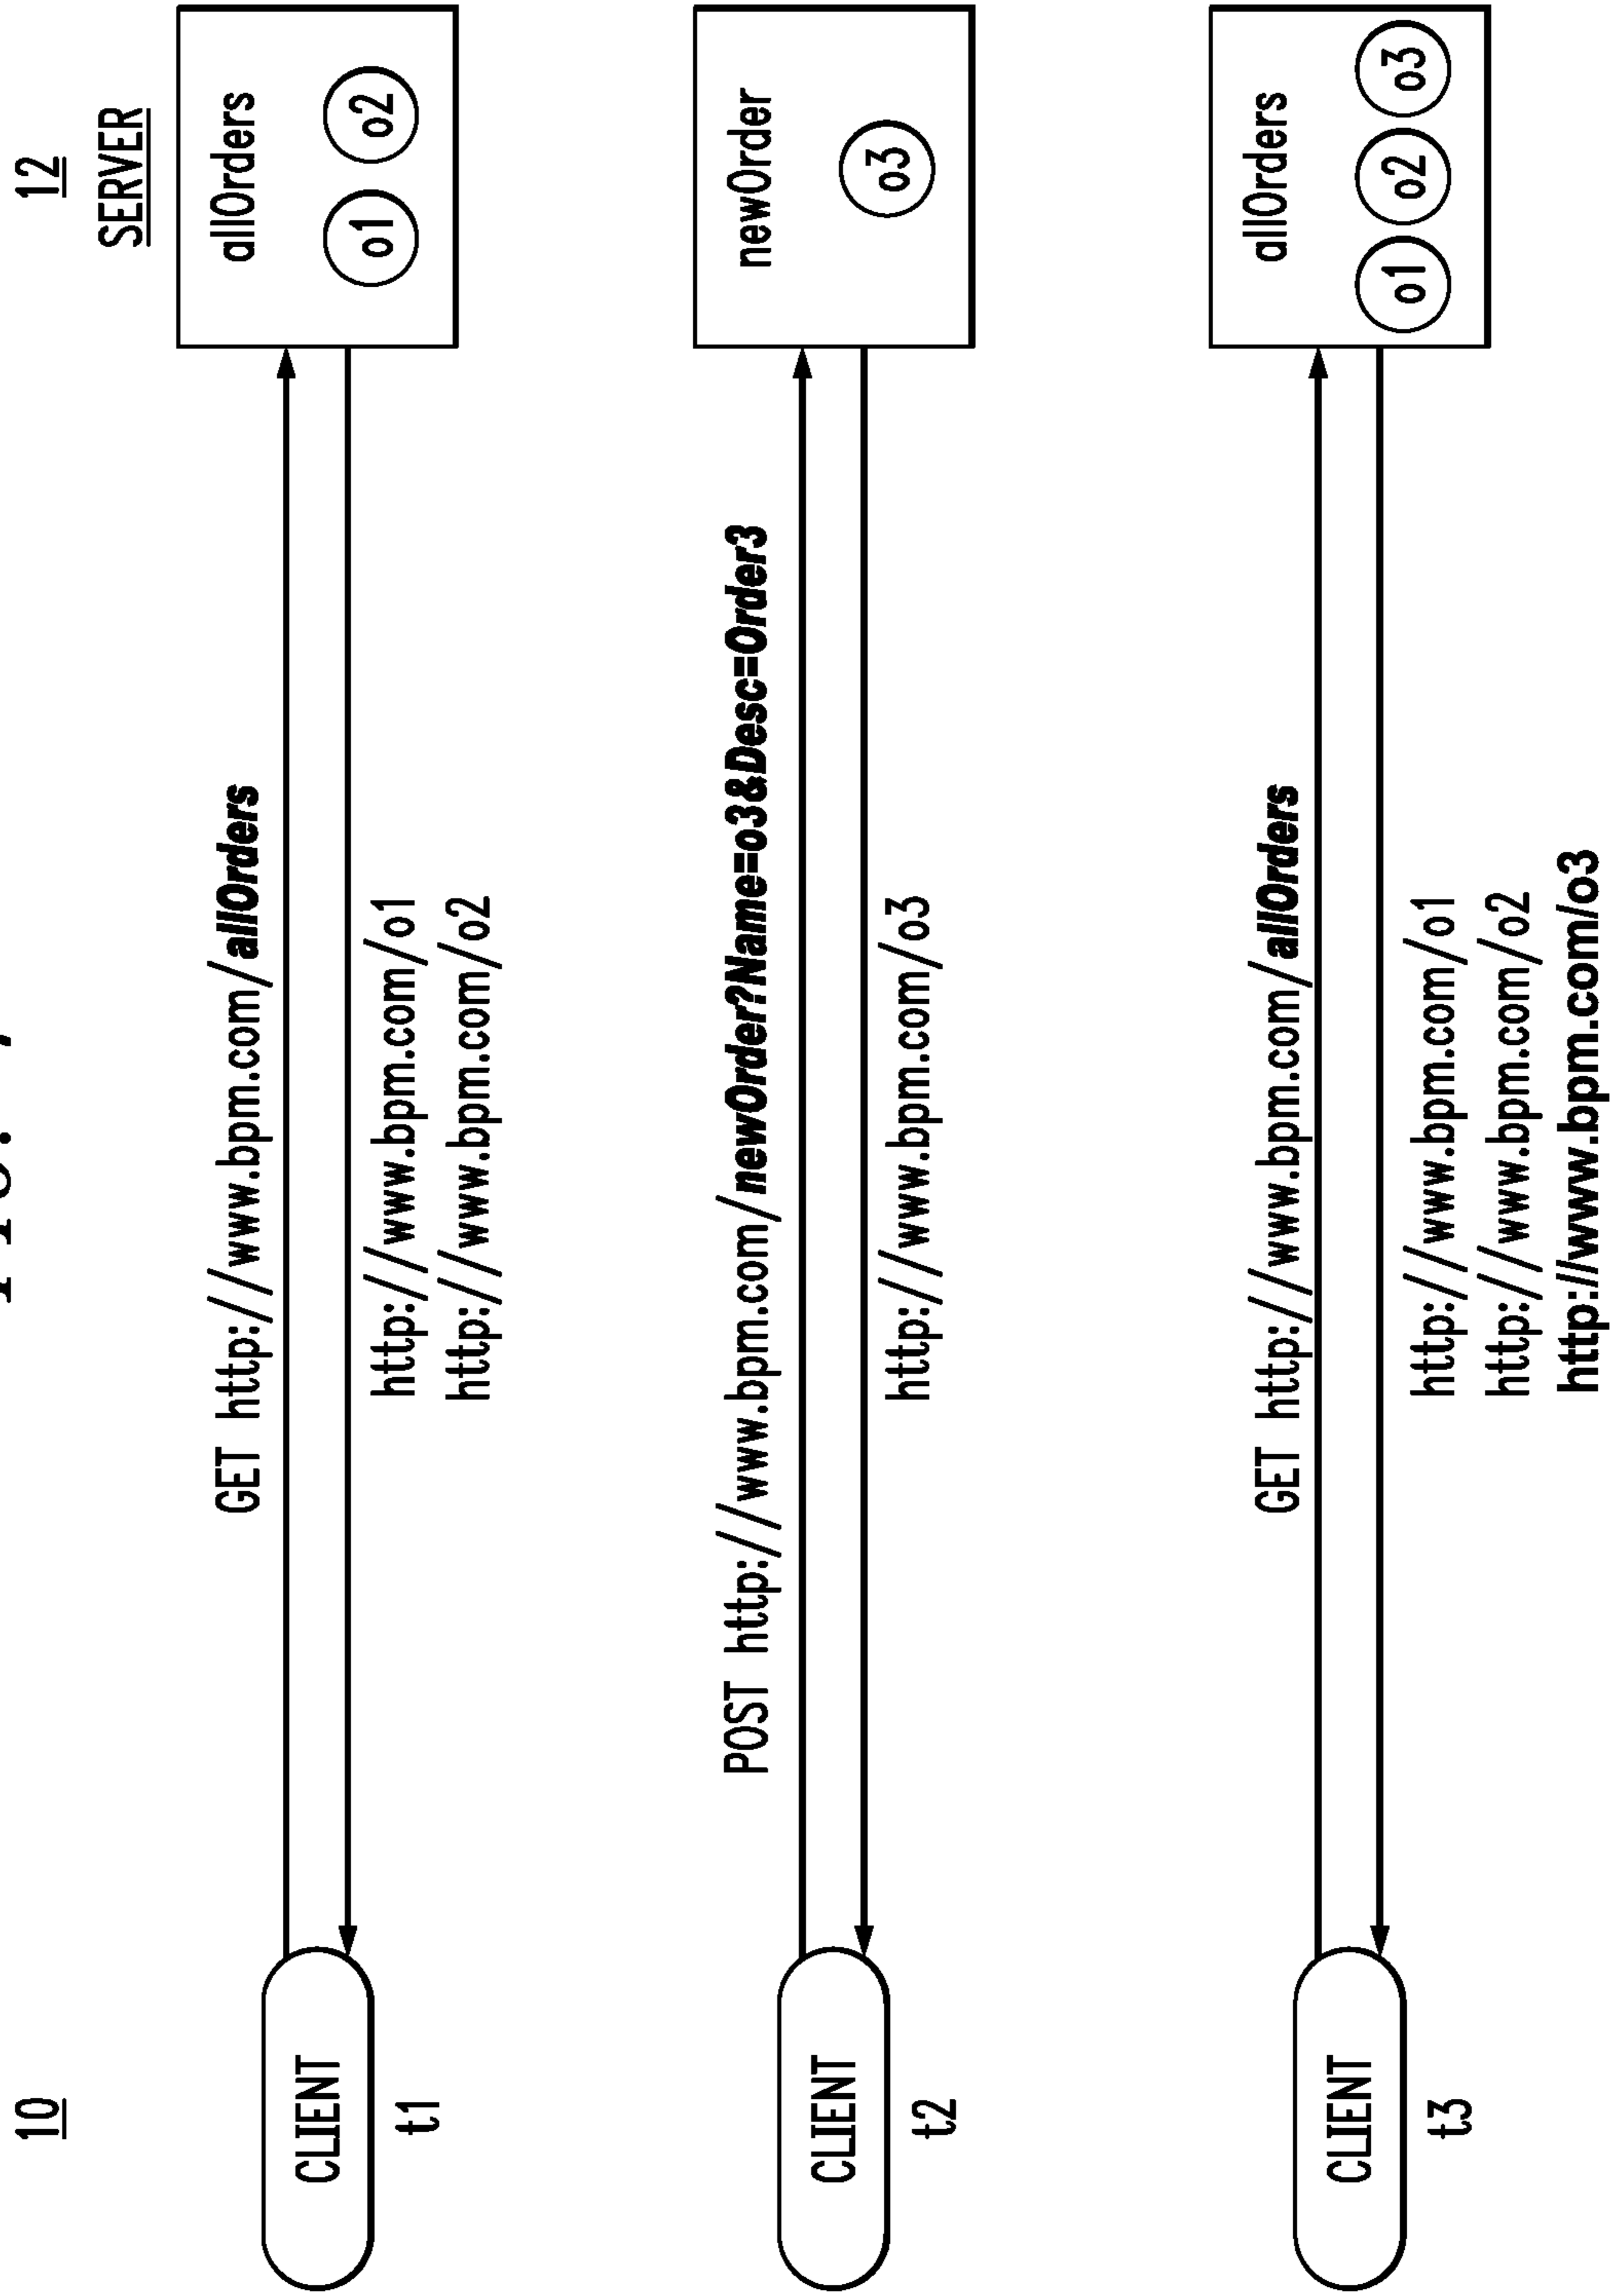 10
12
SERVER
GET http://www.bpm.com/allOrders
allOrders
o1 o2
CLIENT
http://www.bpm.com/o1
http://www.bpm.com/o2
t1
POST http://www.bpm.com/newOrder?Name=o3&Desc=Order3
newOrder
o3
CLIENT
http://www.bpm.com/o3
t2
GET http://www.bpm.com/allOrders
allOrders
o1 o2 o3
CLIENT
http://www.bpm.com/o1
http://www.bpm.com/o2
http://www.bpm.com/o3
t3